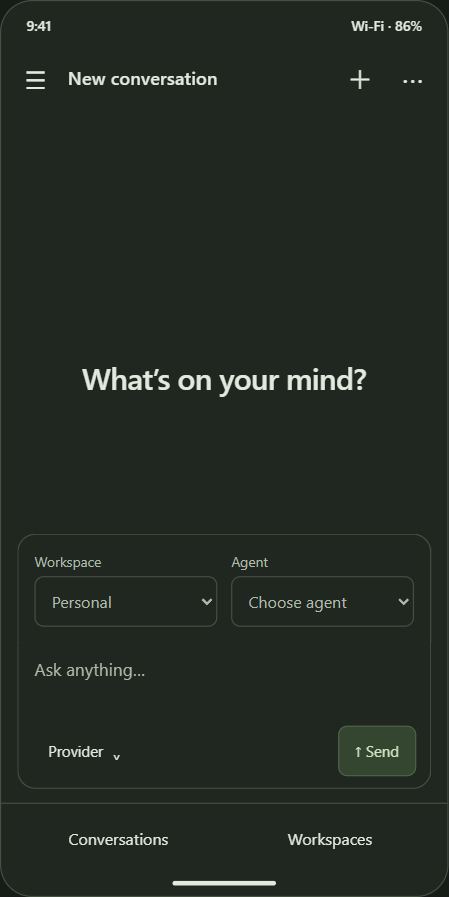 9:41 Wi-Fi · 86%
☰ New conversation + ...
What’s on your mind?
Workspace Agent
Personal Choose agent
Ask anything...
Provider ↑ Send
Conversations Workspaces